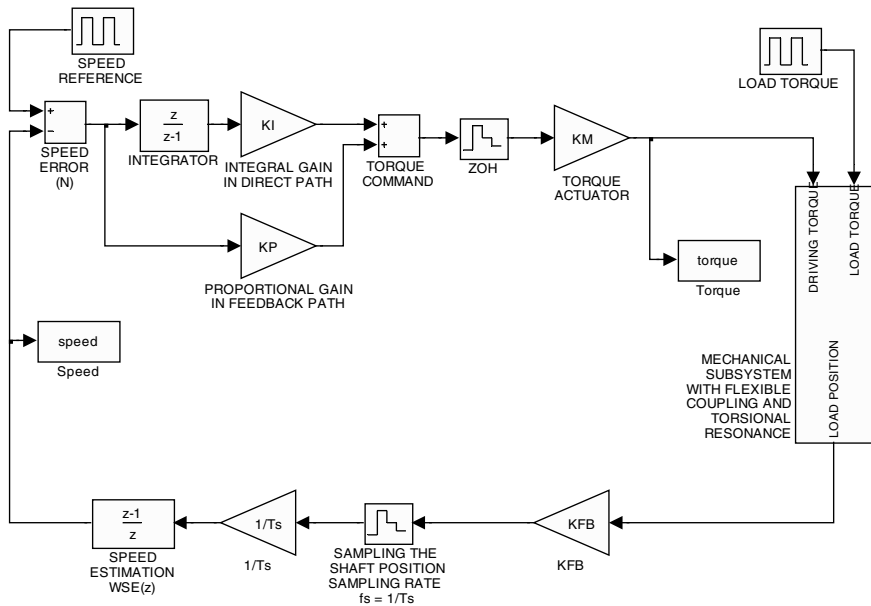 SPEED
REFERENCE
LOAD TORQUE
+
−
SPEED
ERROR
(N)
z
z-1
INTEGRATOR
KI
INTEGRAL GAIN
IN DIRECT PATH
+
+
TORQUE
COMMAND
ZOH
KM
TORQUE
ACTUATOR
KP
PROPORTIONAL GAIN
IN FEEDBACK PATH
torque
Torque
DRIVING TORQUE
LOAD TORQUE
LOAD POSITION
MECHANICAL
SUBSYSTEM
WITH FLEXIBLE
COUPLING AND
TORSIONAL
RESONANCE
speed
Speed
z-1
z
SPEED
ESTIMATION
WSE(z)
1/Ts
1/Ts
SAMPLING THE
SHAFT POSITION
SAMPLING RATE
fs = 1/Ts
KFB
KFB